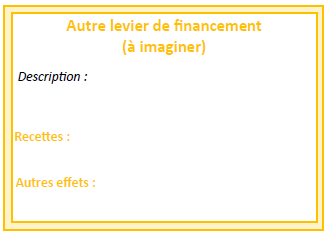 Autre levier de financement
(à imaginer)
Description :
Recettes :
Autres effets :